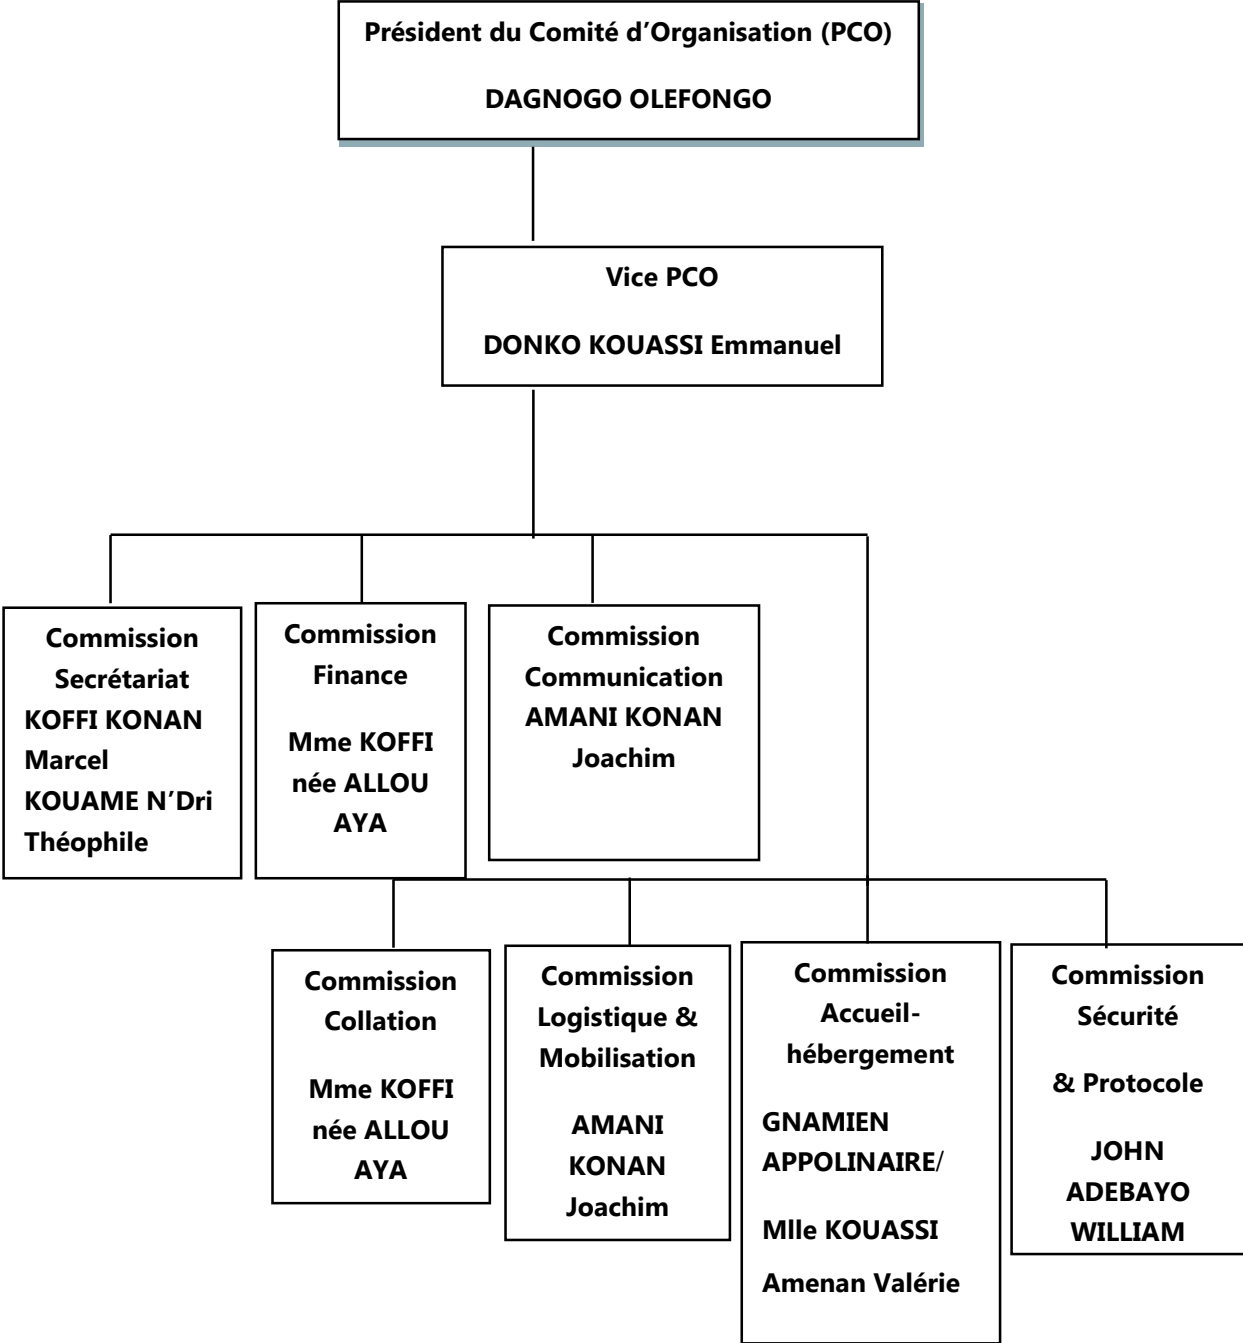 Président du Comité d’Organisation (PCO)
DAGNOGO OLEFONGO
Vice PCO
DONKO KOUASSI Emmanuel
Commission
Secrétariat
KOFFI KONAN
Marcel
KOUAME N’Dri
Théophile
Commission
Finance
Mme KOFFI
née ALLOU
AYA
Commission
Communication
AMANI KONAN
Joachim
Commission
Collation
Mme KOFFI
née ALLOU
AYA
Commission
Logistique &
Mobilisation
AMANI
KONAN
Joachim
Commission
Accueil-
hébergement
GNAMIEN
APPOLINAIRE/
Mlle KOUASSI
Amenan Valérie
Commission
Sécurité
& Protocole
JOHN
ADEBAYO
WILLIAM